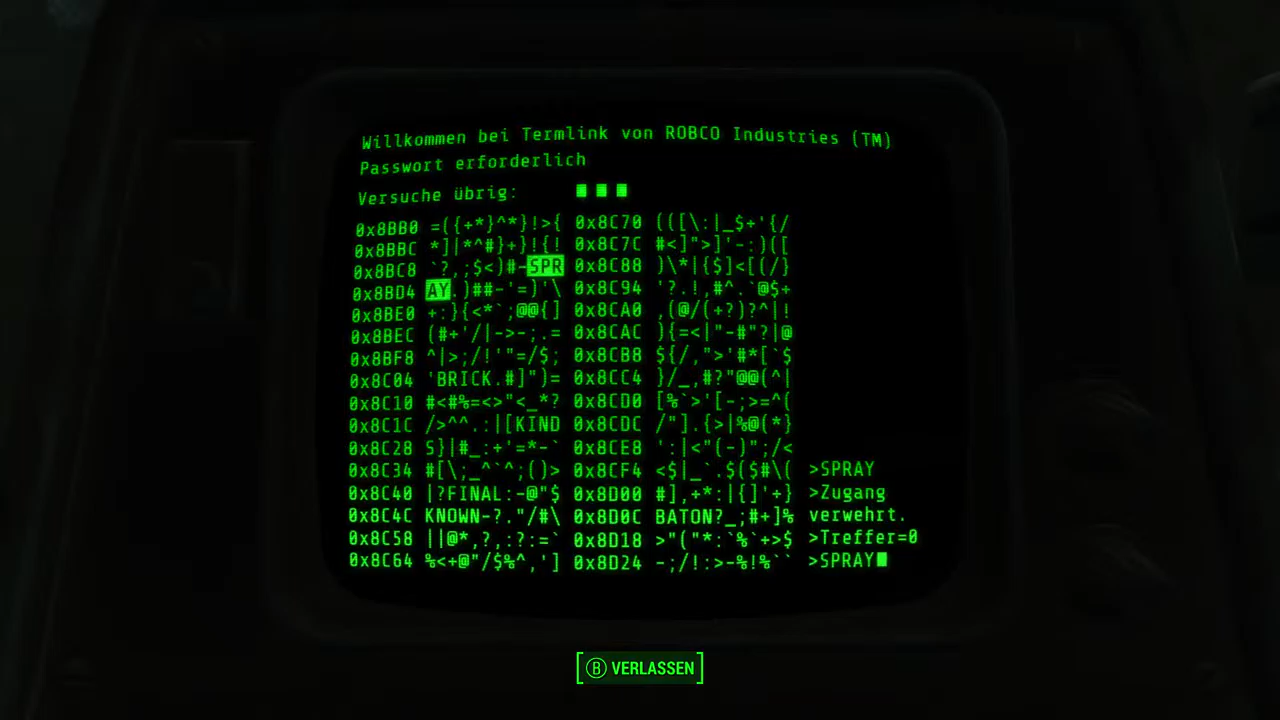 Willkommen bei Termlink von ROBCO Industries (TM)
Passwort erforderlich
Versuche übrig: ■ ■ ■
0x8BB0 =({+*}^*}!>{ 0x8C70 (([\:|_$+'{/
0x8BBC *]|*^#}+}!{! 0x8C7C #<]">]'-:)([
0x8BC8 `?,;$<)#-SPR 0x8C88 )\*|{$]<[(/}
0x8BD4 AY.)##-'=)'\ 0x8C94 '?.!,#^.`@$+
0x8BE0 +:}{<*`;@@{] 0x8CA0 ,(@/(+?)?^|!
0x8BEC (#+'/|->-;.= 0x8CAC ){=<|"-#"?|@
0x8BF8 ^|>;/!'"=/$; 0x8CB8 ${/,">'#*[`$
0x8C04 'BRICK.#]")= 0x8CC4 }/_,#?"@@(^|
0x8C10 #<#%=<>"<_*? 0x8CD0 [%`>'[-;>=^(
0x8C1C />^^.:|[KIND 0x8CDC /"].{>|%@(*}
0x8C28 S}|#_:+'=*-` 0x8CE8 ':|<"(-)";/<
0x8C34 #[\;_^`^;()> 0x8CF4 <$|_`.$($#\( >SPRAY
0x8C40 |?FINAL:-@"$ 0x8D00 #],+*:|{]'+} >Zugang
0x8C4C KNOWN-?."/#\ 0x8D0C BATON?_;#+]% verwehrt.
0x8C58 ||@*,?,:?:=` 0x8D18 >"("*:`%`+>$ >Treffer=0
0x8C64 %<+@"/$%^,'] 0x8D24 -;/!:>-%!%`` >SPRAY■
Ⓑ VERLASSEN